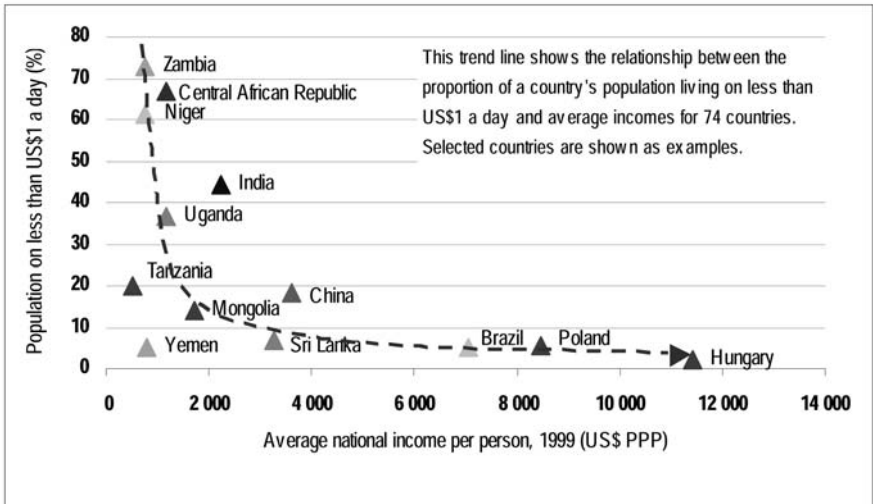 80
70
60
50
40
30
20
10
0
Population on less than US$1 a day (%)
This trend line shows the relationship between the
proportion of a country's population living on less than
US$1 a day and average incomes for 74 countries.
Selected countries are shown as examples.
Zambia
Central African Republic
Niger
India
Uganda
Tanzania
China
Mongolia
Yemen
Sri Lanka
Brazil
Poland
Hungary
0 2 000 4 000 6 000 8 000 10 000 12 000 14 000
Average national income per person, 1999 (US$ PPP)